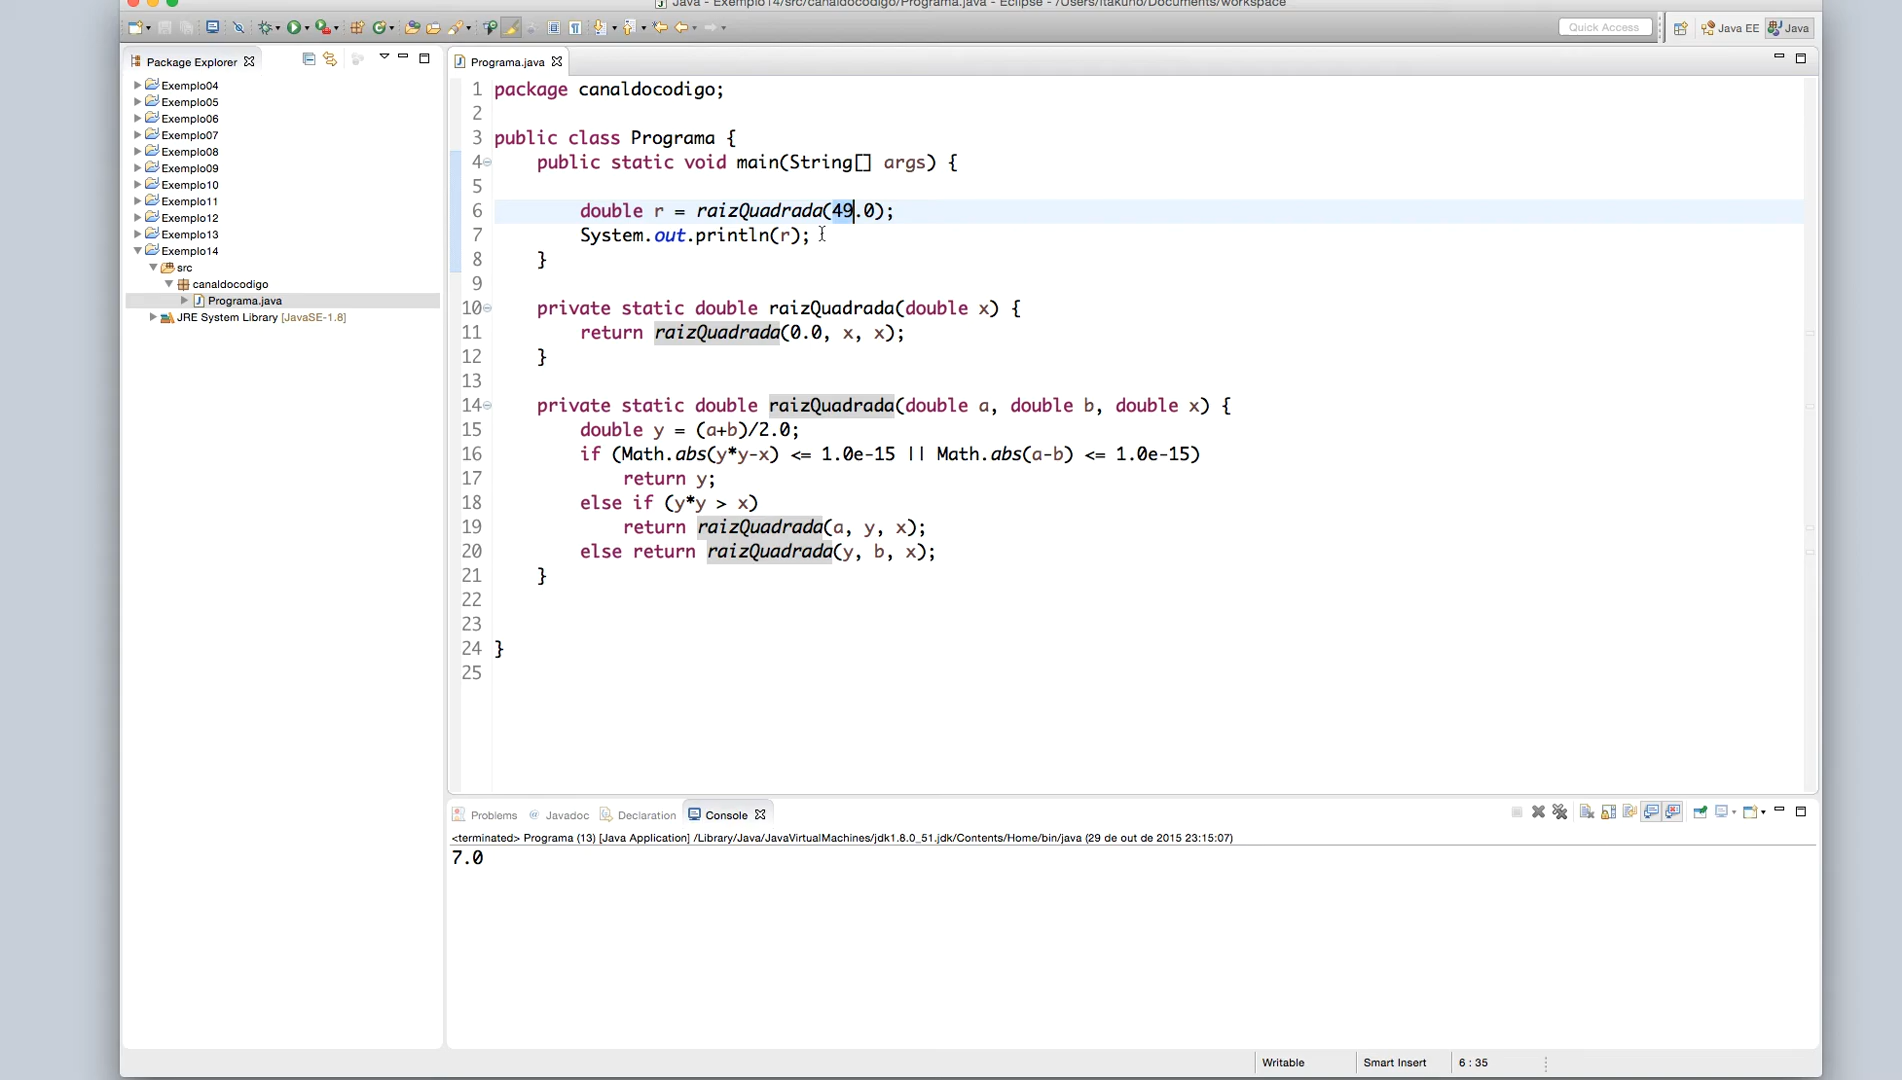 Java - Exemplo14/src/canaldocodigo/Programa.java - Eclipse - /Users/itakuno/Documents/workspace
Quick Access
Java EE
Java
Package Explorer
Exemplo04
Exemplo05
Exemplo06
Exemplo07
Exemplo08
Exemplo09
Exemplo10
Exemplo11
Exemplo12
Exemplo13
Exemplo14
src
canaldocodigo
Programa.java
JRE System Library [JavaSE-1.8]
Programa.java
1 package canaldocodigo;
2
3 public class Programa {
4 public static void main(String[] args) {
5
6 double r = raizQuadrada(49.0);
7 System.out.println(r);
8 }
9
10 private static double raizQuadrada(double x) {
11 return raizQuadrada(0.0, x, x);
12 }
13
14 private static double raizQuadrada(double a, double b, double x) {
15 double y = (a+b)/2.0;
16 if (Math.abs(y*y-x) <= 1.0e-15 || Math.abs(a-b) <= 1.0e-15)
17 return y;
18 else if (y*y > x)
19 return raizQuadrada(a, y, x);
20 else return raizQuadrada(y, b, x);
21 }
22
23
24 }
25
Problems
Javadoc
Declaration
Console
<terminated> Programa (13) [Java Application] /Library/Java/JavaVirtualMachines/jdk1.8.0_51.jdk/Contents/Home/bin/java (29 de out de 2015 23:15:07)
7.0
Writable
Smart Insert
6 : 35